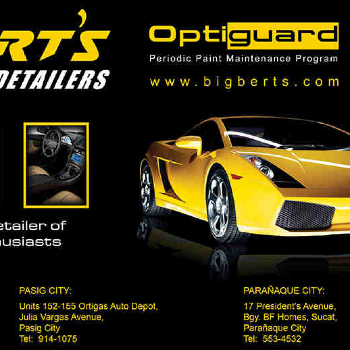 RT'S
DETAILERS
Optiguard
Periodic Paint Maintenance Program
www.bigberts.com
etailer of
usiasts
PASIG CITY:
Units 152-155 Ortigas Auto Depot,
Julia Vargas Avenue,
Pasig City
Tel: 914-1075
PARAÑAQUE CITY:
17 President's Avenue,
Bgy. BF Homes, Sucat,
Parañaque City
Tel: 553-4532